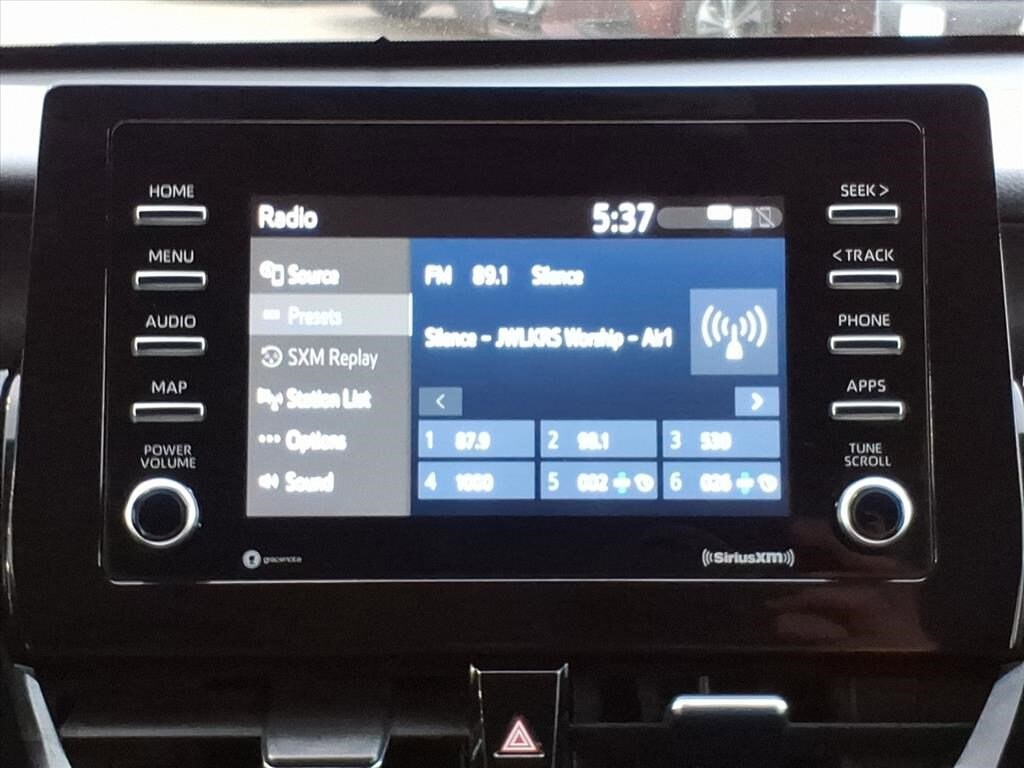 HOME
MENU
AUDIO
MAP
POWER
VOLUME
Radio
5:37
Source
Presets
SXM Replay
Station List
Options
Sound
FM 89.1 Silence
Silence - JWLKRS Worship - Air1
<
>
1 87.9
2 98.1
3 530
4 1000
5 002
6 026
gracenote
SiriusXM
SEEK >
< TRACK
PHONE
APPS
TUNE
SCROLL